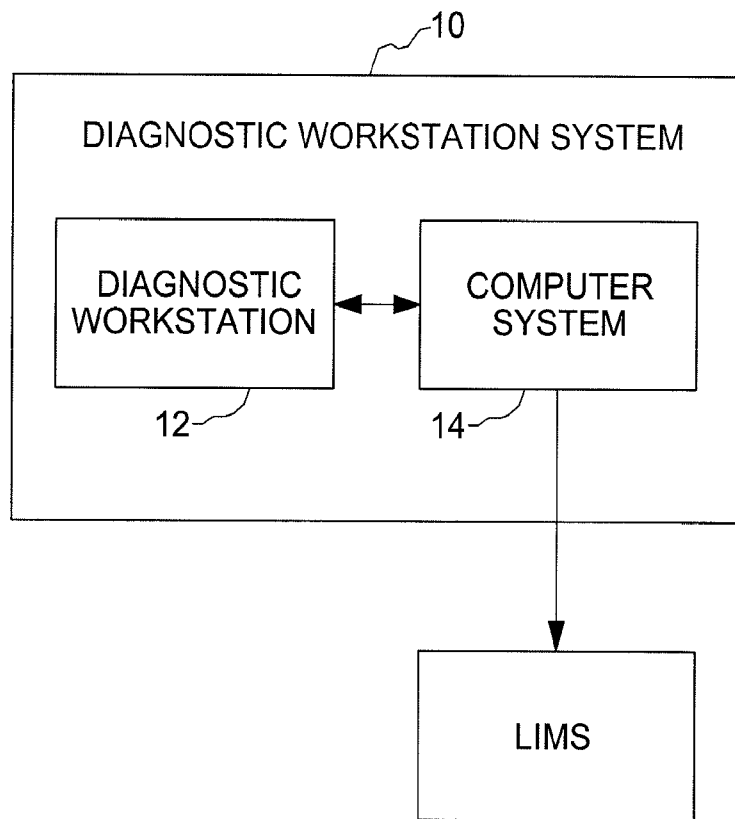 10
DIAGNOSTIC WORKSTATION SYSTEM
DIAGNOSTIC
WORKSTATION
COMPUTER
SYSTEM
12
14
LIMS